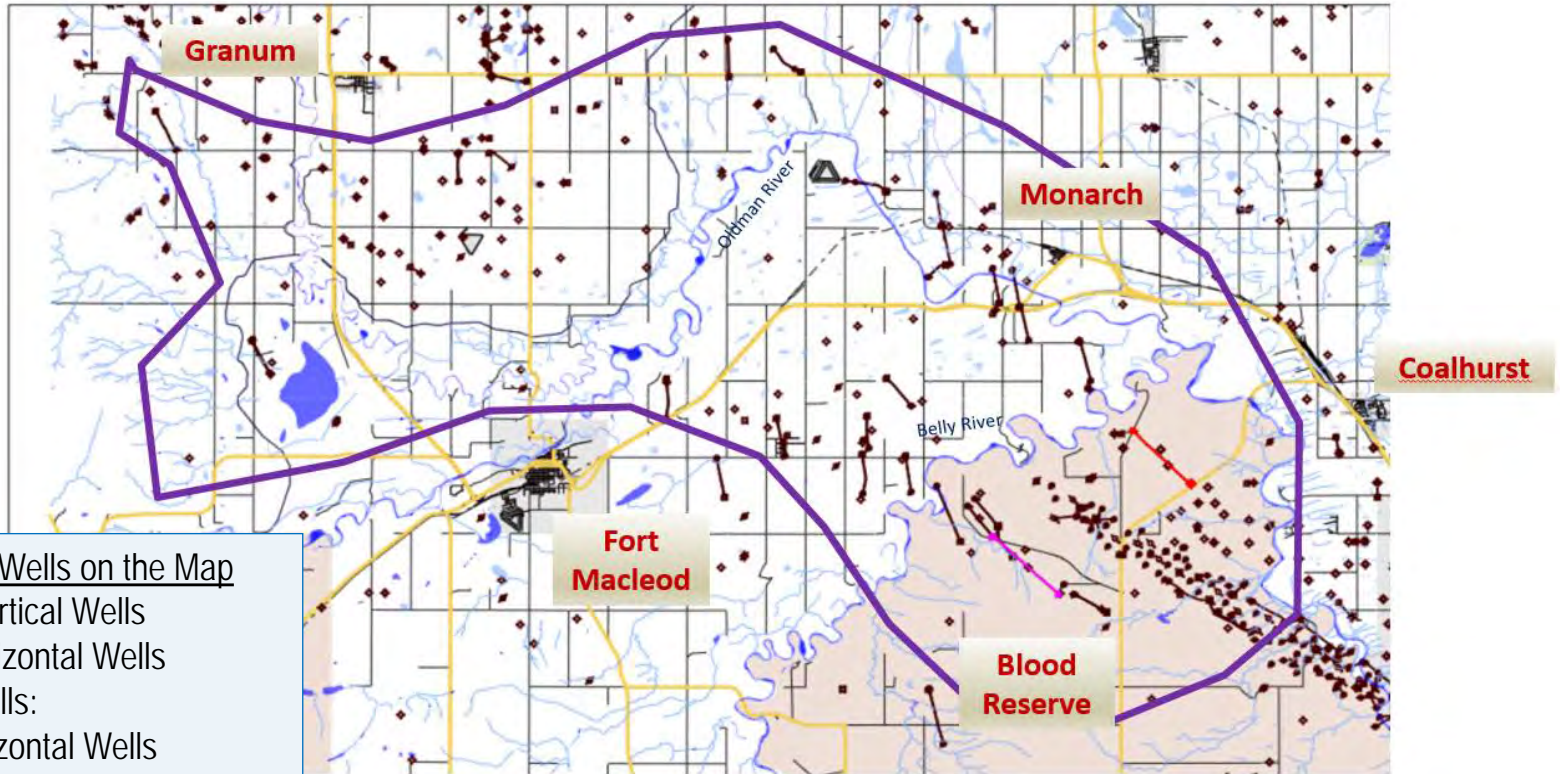 Granum
Oldman River
Monarch
Coalhurst
Belly River
Fort
Macleod
Blood
Reserve
Wells on the Map
rtical Wells
izontal Wells
lls:
zontal Wells